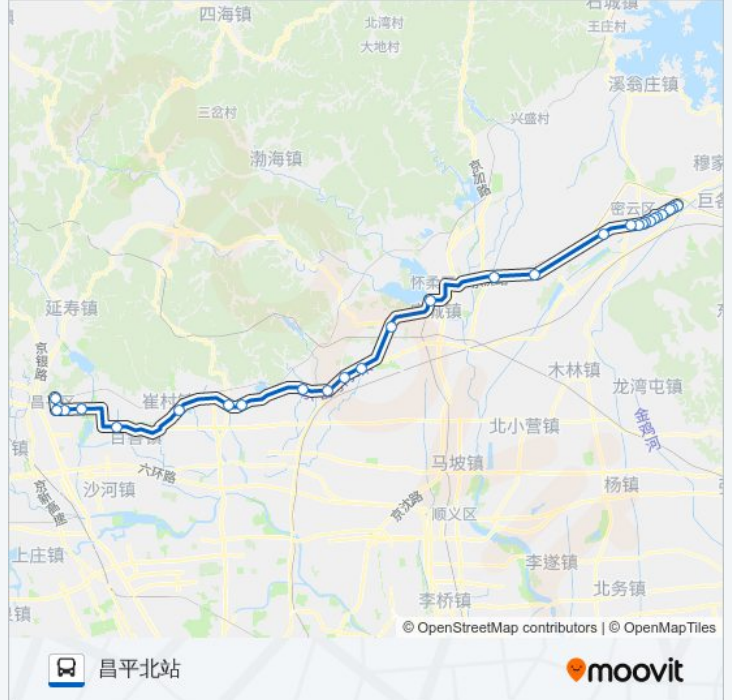 四海镇
石城镇
北湾村
王庄村
大地村
溪翁庄镇
三岔村
兴盛村
渤海镇
京加路
穆家
密云区
巨各
怀柔
延寿镇
城镇
京银路
木林镇
龙湾屯镇
昌
区
崔村
百善镇
金鸡河
北小营镇
镇
马坡镇
六环路
沙河镇
杨镇
京新高速
京沈路
顺义区
上庄镇
李遂镇
北务镇
李桥镇
镇
© OpenStreetMap contributors | © OpenMapTiles
昌平北站
moovit